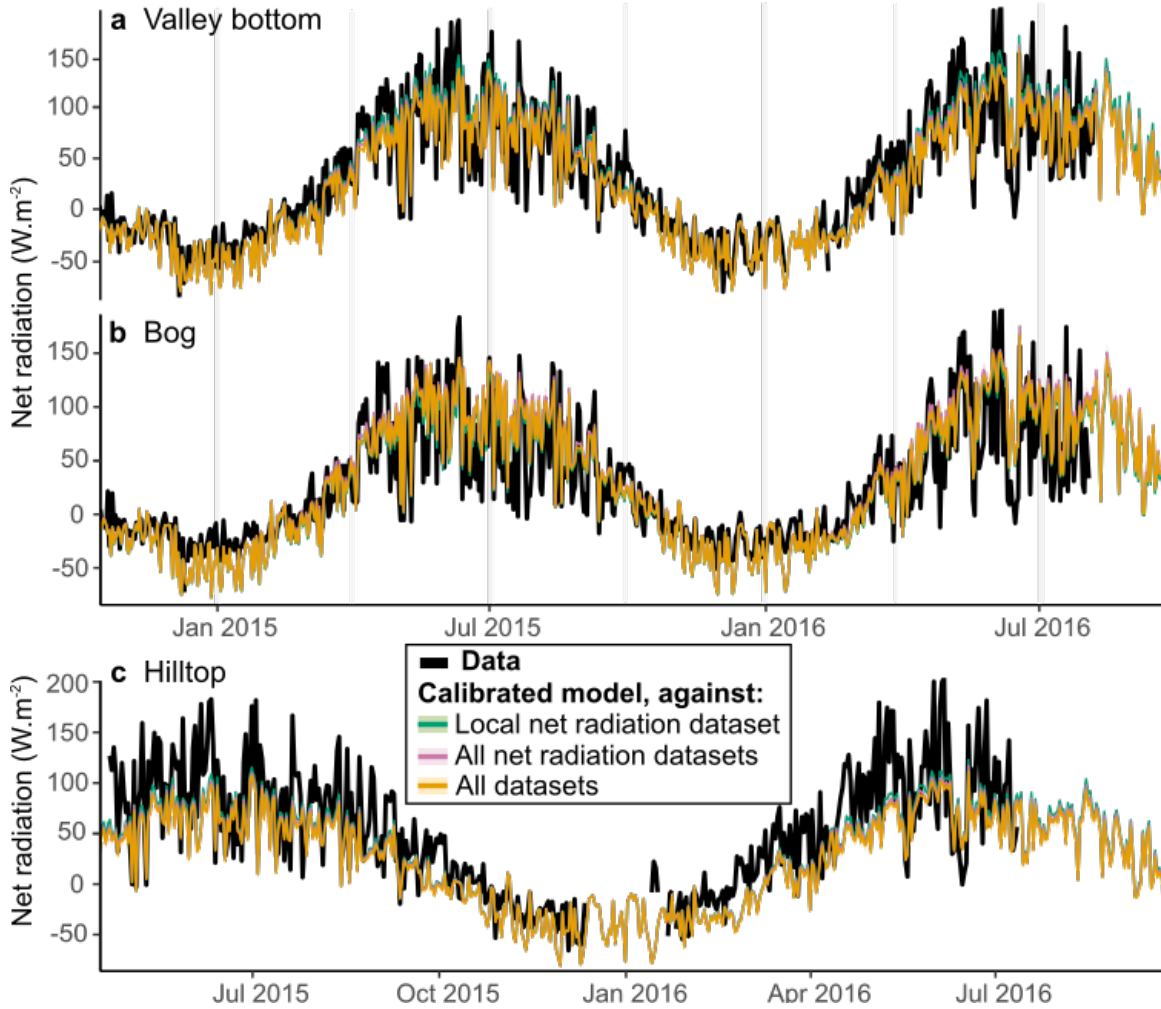 a Valley bottom
150
100
50
0
-50
b Bog
150
100
50
0
-50
Net radiation (W.m-2)
Jan 2015 Jul 2015 Jan 2016 Jul 2016
c Hilltop
200
150
100
50
0
-50
Net radiation (W.m-2)
Data
Calibrated model, against:
Local net radiation dataset
All net radiation datasets
All datasets
Jul 2015 Oct 2015 Jan 2016 Apr 2016 Jul 2016